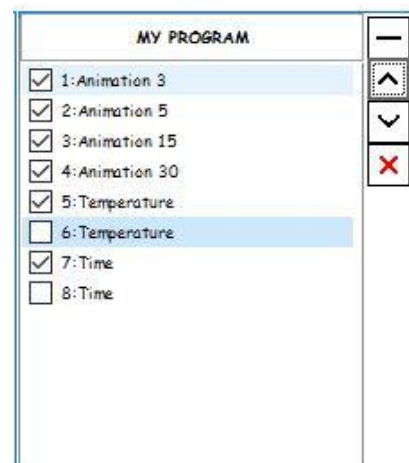 MY PROGRAM
1:Animation 3
2:Animation 5
3:Animation 15
4:Animation 30
5:Temperature
6:Temperature
7:Time
8:Time